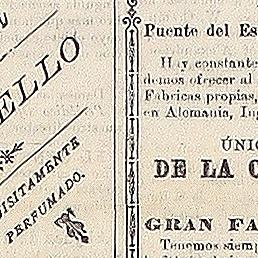 ELLO
ISITAMENTE
PERFUMADO.
Puente del Es
Hay constante
demos ofrecer al
Fabricas propias,
en Alemania, Ing
ÚNIC
DE LA C
GRAN FA
Tenemos siemp